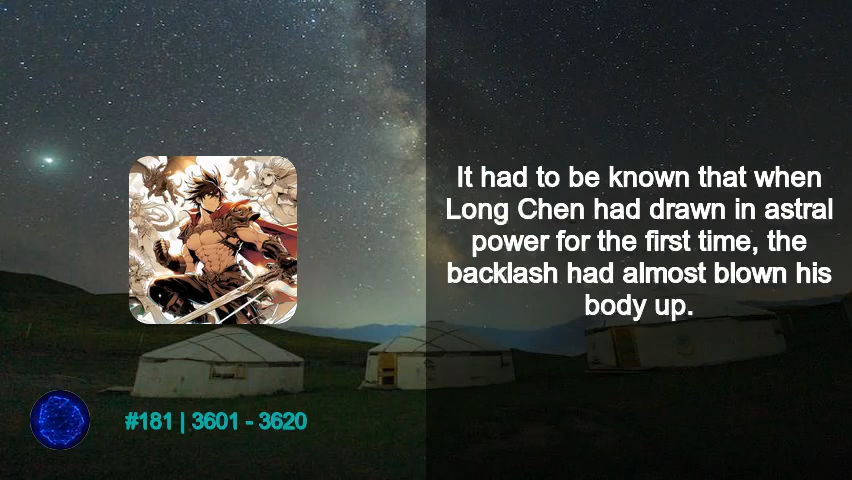 It had to be known that when
Long Chen had drawn in astral
power for the first time, the
backlash had almost blown his
body up.
#181 | 3601 - 3620